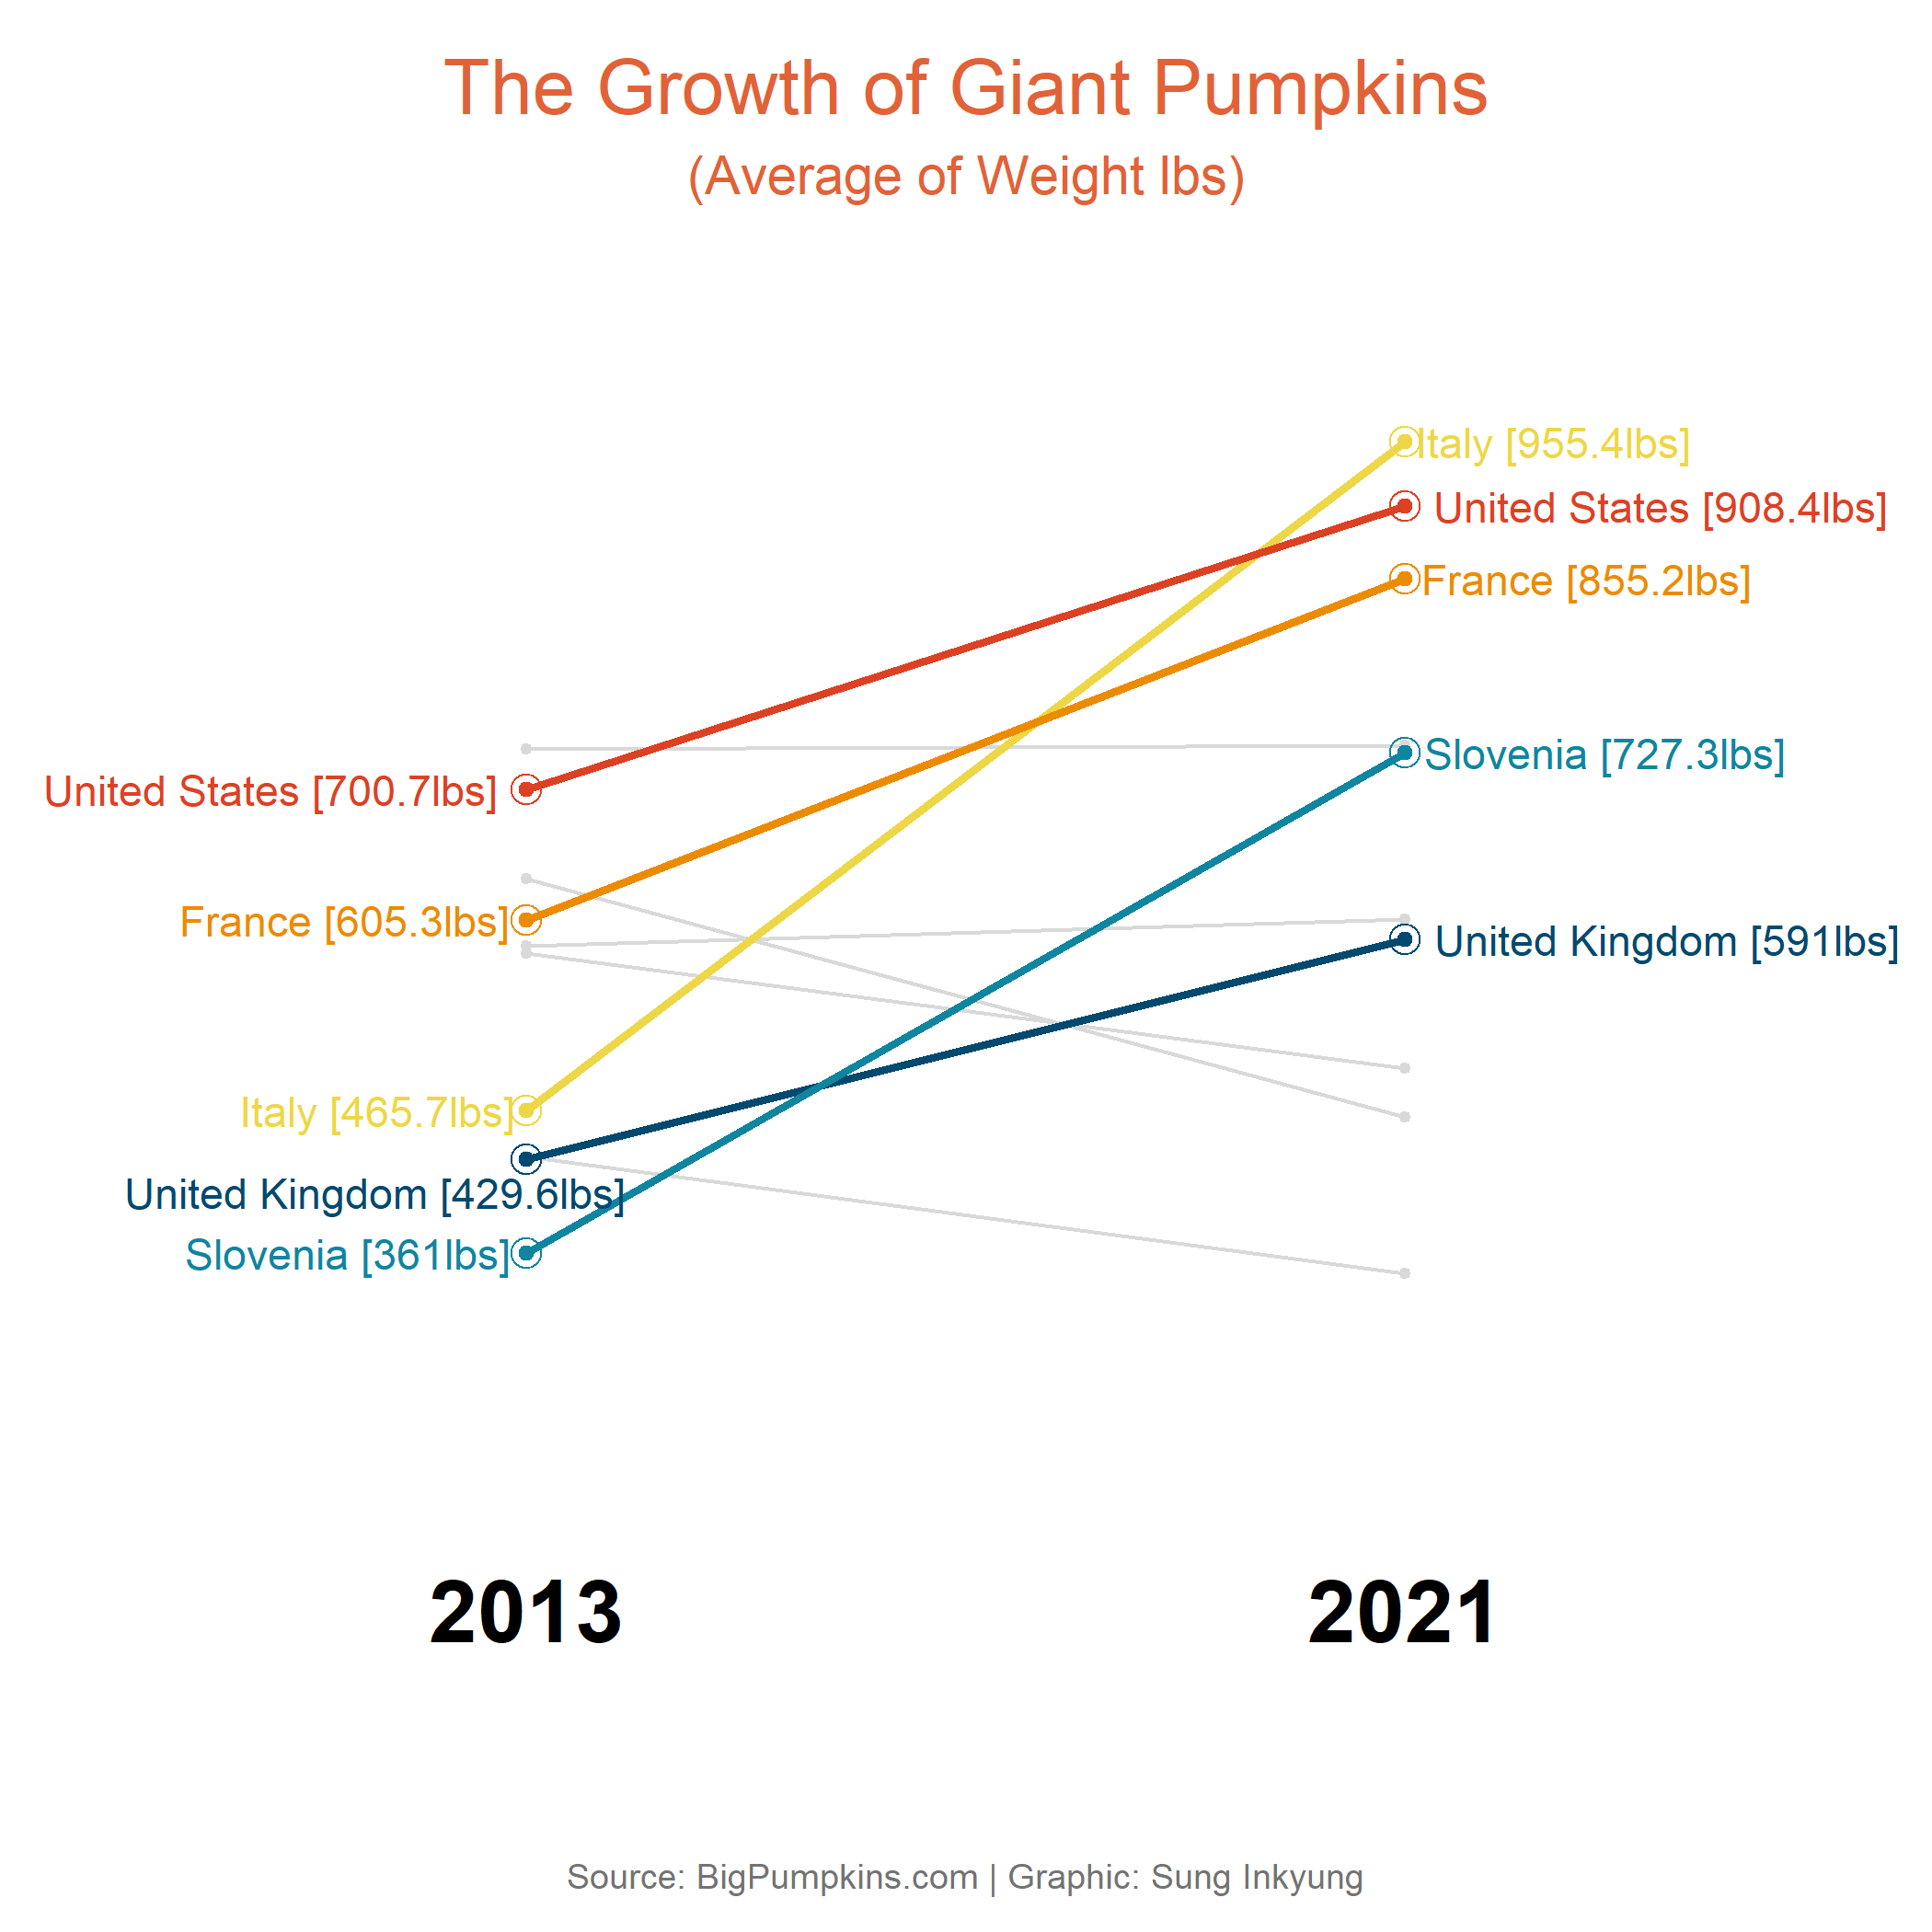 The Growth of Giant Pumpkins
(Average of Weight lbs)
Italy [955.4lbs]
United States [908.4lbs]
France [855.2lbs]
Slovenia [727.3lbs]
United States [700.7lbs]
France [605.3lbs]
United Kingdom [591lbs]
Italy [465.7lbs]
United Kingdom [429.6lbs]
Slovenia [361lbs]
2013
2021
Source: BigPumpkins.com | Graphic: Sung Inkyung